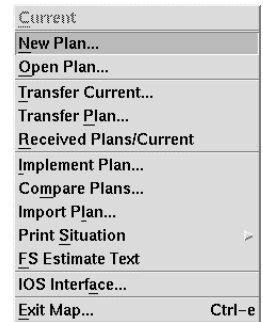 Current
New Plan...
Open Plan...
Transfer Current...
Transfer Plan...
Received Plans/Current
Implement Plan...
Compare Plans...
Import Plan...
Print Situation
FS Estimate Text
IOS Interface...
Exit Map... Ctrl-e